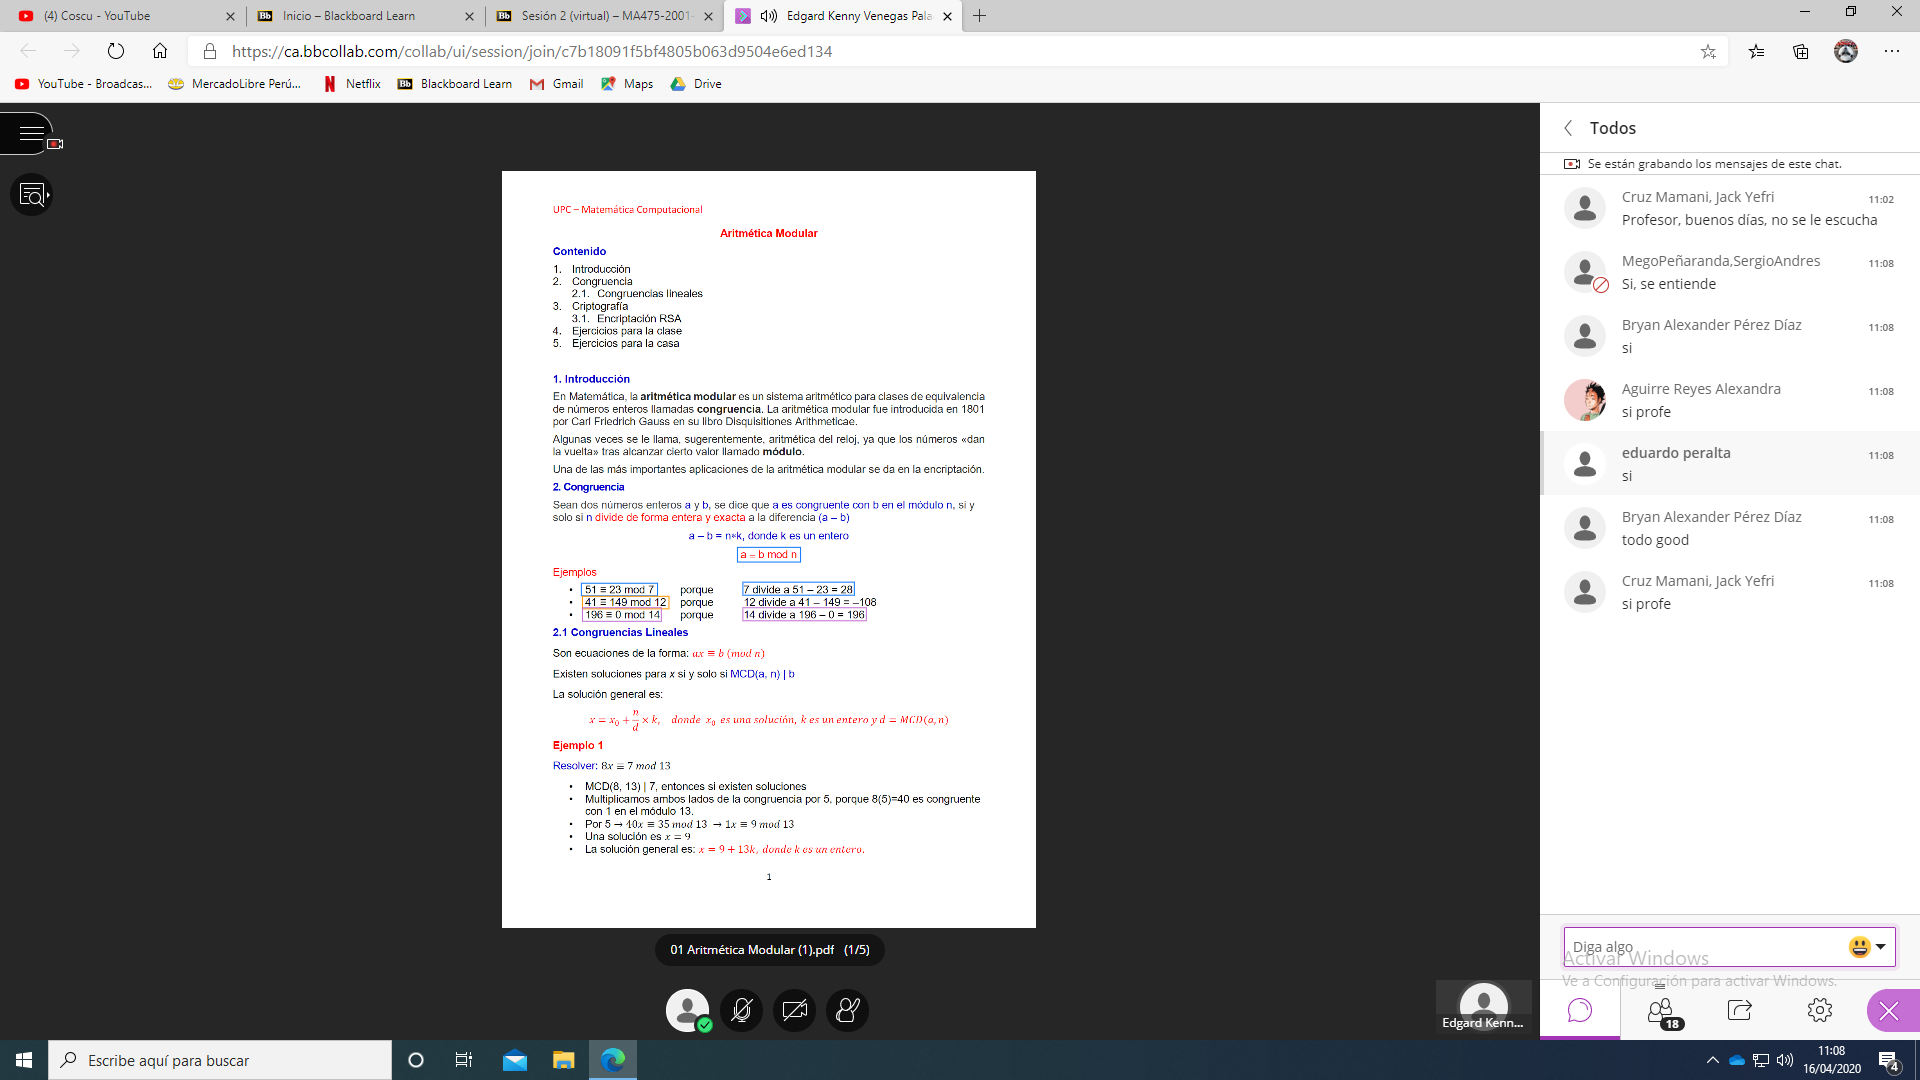 (4) Coscu - YouTube
Inicio – Blackboard Learn
Sesión 2 (virtual) – MA475-2001-
Edgard Kenny Venegas Pala
https://ca.bbcollab.com/collab/ui/session/join/c7b18091f5bf4805b063d9504e6ed134
YouTube - Broadcas...
MercadoLibre Perú...
Netflix
Blackboard Learn
Gmail
Maps
Drive
UPC – Matemática Computacional
Aritmética Modular
Contenido
1. Introducción
2. Congruencia
2.1. Congruencias lineales
3. Criptografía
3.1. Encriptación RSA
4. Ejercicios para la clase
5. Ejercicios para la casa
1. Introducción
En Matemática, la aritmética modular es un sistema aritmético para clases de equivalencia
de números enteros llamadas congruencia. La aritmética modular fue introducida en 1801
por Carl Friedrich Gauss en su libro Disquisitiones Arithmeticae.
Algunas veces se le llama, sugerentemente, aritmética del reloj, ya que los números «dan
la vuelta» tras alcanzar cierto valor llamado módulo.
Una de las más importantes aplicaciones de la aritmética modular se da en la encriptación.
2. Congruencia
Sean dos números enteros a y b, se dice que a es congruente con b en el módulo n, si y
solo si n divide de forma entera y exacta a la diferencia (a – b)
a – b = n∗k, donde k es un entero
a = b mod n
Ejemplos
• 51 ≡ 23 mod 7 porque 7 divide a 51 – 23 = 28
• 41 ≡ 149 mod 12 porque 12 divide a 41 – 149 = –108
• 196 ≡ 0 mod 14 porque 14 divide a 196 – 0 = 196
2.1 Congruencias Lineales
Son ecuaciones de la forma: ax ≡ b (mod n)
Existen soluciones para x si y solo si MCD(a, n) | b
La solución general es:
x = x₀ + n/d × k, donde x₀ es una solución, k es un entero y d = MCD(a, n)
Ejemplo 1
Resolver: 8x ≡ 7 mod 13
• MCD(8, 13) | 7, entonces si existen soluciones
• Multiplicamos ambos lados de la congruencia por 5, porque 8(5)=40 es congruente
con 1 en el módulo 13.
• Por 5 → 40x ≡ 35 mod 13 → 1x ≡ 9 mod 13
• Una solución es x = 9
• La solución general es: x = 9 + 13k, donde k es un entero.
1
01 Aritmética Modular (1).pdf (1/5)
Edgard Kenn...
Todos
Se están grabando los mensajes de este chat.
Cruz Mamani, Jack Yefri 11:02
Profesor, buenos días, no se le escucha
MegoPeñaranda,SergioAndres 11:08
Si, se entiende
Bryan Alexander Pérez Díaz 11:08
si
Aguirre Reyes Alexandra 11:08
si profe
eduardo peralta 11:08
si
Bryan Alexander Pérez Díaz 11:08
todo good
Cruz Mamani, Jack Yefri 11:08
si profe
Diga algo
Activar Windows
Ve a Configuración para activar Windows.
18
Escribe aquí para buscar
11:08
16/04/2020
4